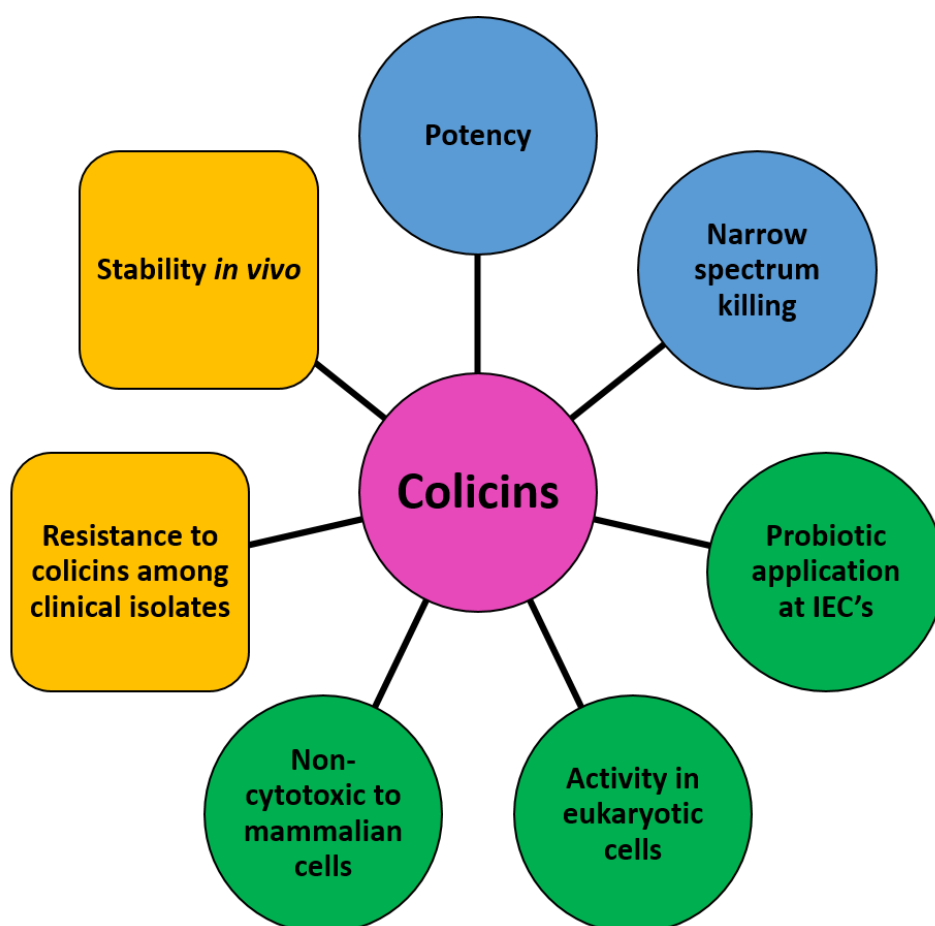 Potency
Narrow
spectrum
killing
Stability in vivo
Colicins
Resistance to
colicins among
clinical isolates
Probiotic
application
at IEC's
Non-
cytotoxic to
mammalian
cells
Activity in
eukaryotic
cells